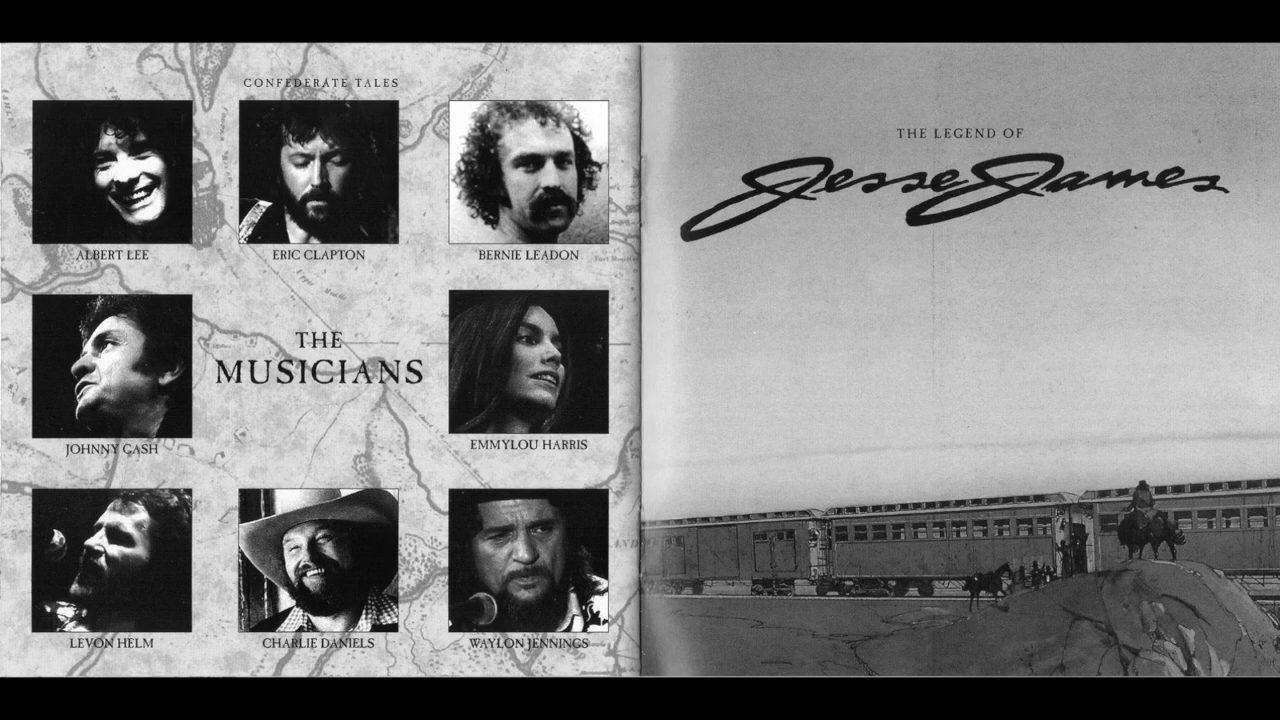 CONFEDERATE TALES
ALBERT LEE
ERIC CLAPTON
BERNIE LEADON
JOHNNY CASH
THE
MUSICIANS
EMMYLOU HARRIS
LEVON HELM
CHARLIE DANIELS
WAYLON JENNINGS
THE LEGEND OF
Jesse James